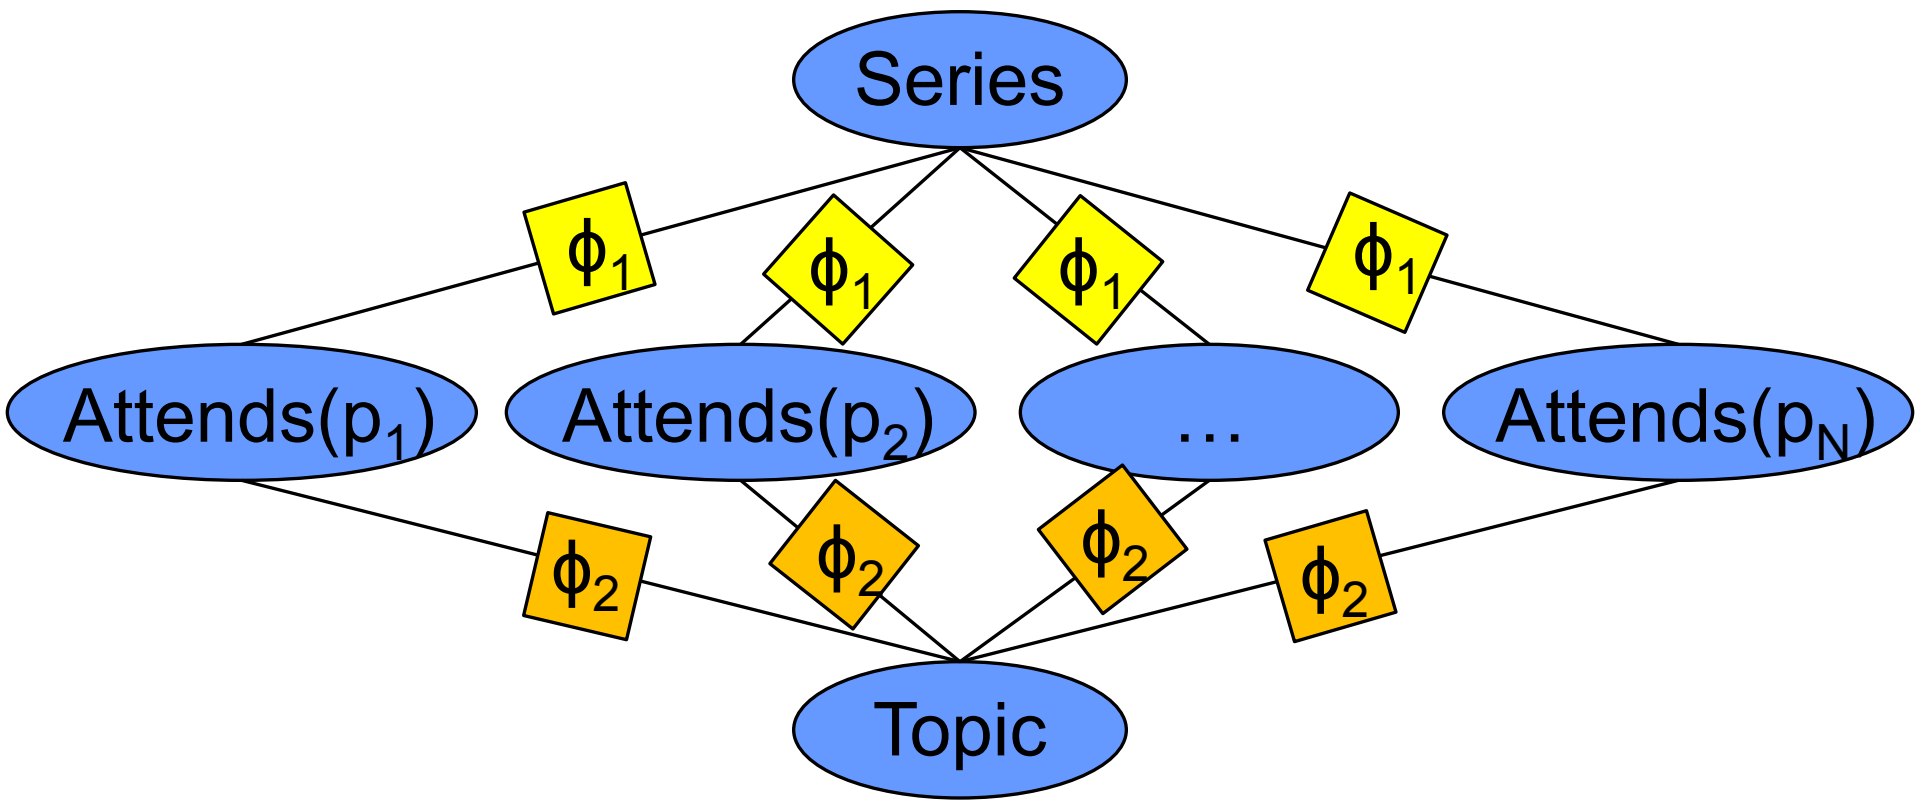 Series
ϕ1 ϕ1 ϕ1 ϕ1
Attends(p1) Attends(p2) ... Attends(pN)
ϕ2 ϕ2 ϕ2 ϕ2
Topic